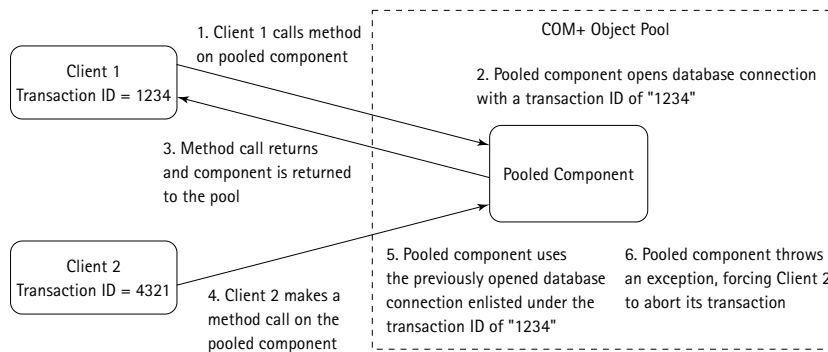 COM+ Object Pool
1. Client 1 calls method
on pooled component
Client 1
Transaction ID = 1234
2. Pooled component opens database connection
with a transaction ID of "1234"
3. Method call returns
and component is returned
to the pool
Pooled Component
Client 2
Transaction ID = 4321
4. Client 2 makes a
method call on the
pooled component
5. Pooled component uses
the previously opened database
connection enlisted under the
transaction ID of "1234"
6. Pooled component throws
an exception, forcing Client 2
to abort its transaction